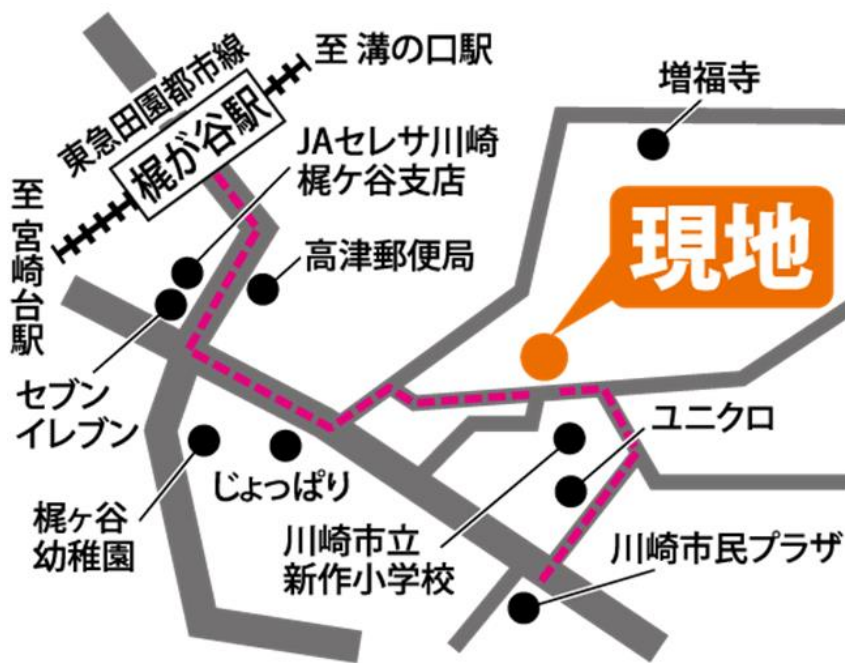 東急田園都市線
至 溝の口駅
梶が谷駅
至 宮崎台駅
JAセレサ川崎
梶ケ谷支店
高津郵便局
増福寺
現地
セブン
イレブン
じょっぱり
梶ヶ谷
幼稚園
ユニクロ
川崎市立
新作小学校
川崎市民プラザ